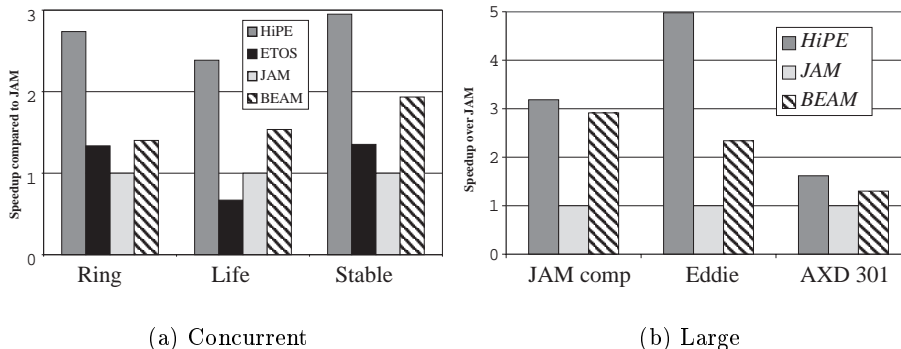 Speedup compared to JAM
3
2
1
0
HiPE
ETOS
JAM
BEAM
Ring Life Stable
(a) Concurrent
Speedup over JAM
5
4
3
2
1
0
HiPE
JAM
BEAM
JAM comp Eddie AXD 301
(b) Large